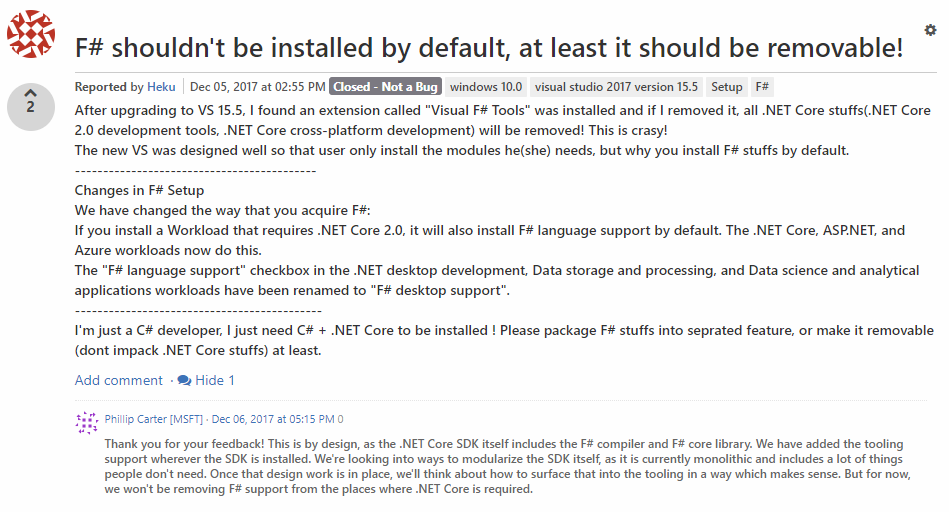 F# shouldn't be installed by default, at least it should be removable!
2
Reported by Heku Dec 05, 2017 at 02:55 PM Closed - Not a Bug windows 10.0 visual studio 2017 version 15.5 Setup F#
After upgrading to VS 15.5, I found an extension called "Visual F# Tools" was installed and if I removed it, all .NET Core stuffs(.NET Core
2.0 development tools, .NET Core cross-platform development) will be removed! This is crasy!
The new VS was designed well so that user only install the modules he(she) needs, but why you install F# stuffs by default.
-------------------------------------------
Changes in F# Setup
We have changed the way that you acquire F#:
If you install a Workload that requires .NET Core 2.0, it will also install F# language support by default. The .NET Core, ASP.NET, and
Azure workloads now do this.
The "F# language support" checkbox in the .NET desktop development, Data storage and processing, and Data science and analytical
applications workloads have been renamed to "F# desktop support".
--------------------------------------------
I'm just a C# developer, I just need C# + .NET Core to be installed ! Please package F# stuffs into seprated feature, or make it removable
(dont impack .NET Core stuffs) at least.
Add comment · Hide 1
Phillip Carter [MSFT] · Dec 06, 2017 at 05:15 PM 0
Thank you for your feedback! This is by design, as the .NET Core SDK itself includes the F# compiler and F# core library. We have added the tooling
support wherever the SDK is installed. We're looking into ways to modularize the SDK itself, as it is currently monolithic and includes a lot of things
people don't need. Once that design work is in place, we'll think about how to surface that into the tooling in a way which makes sense. But for now,
we won't be removing F# support from the places where .NET Core is required.